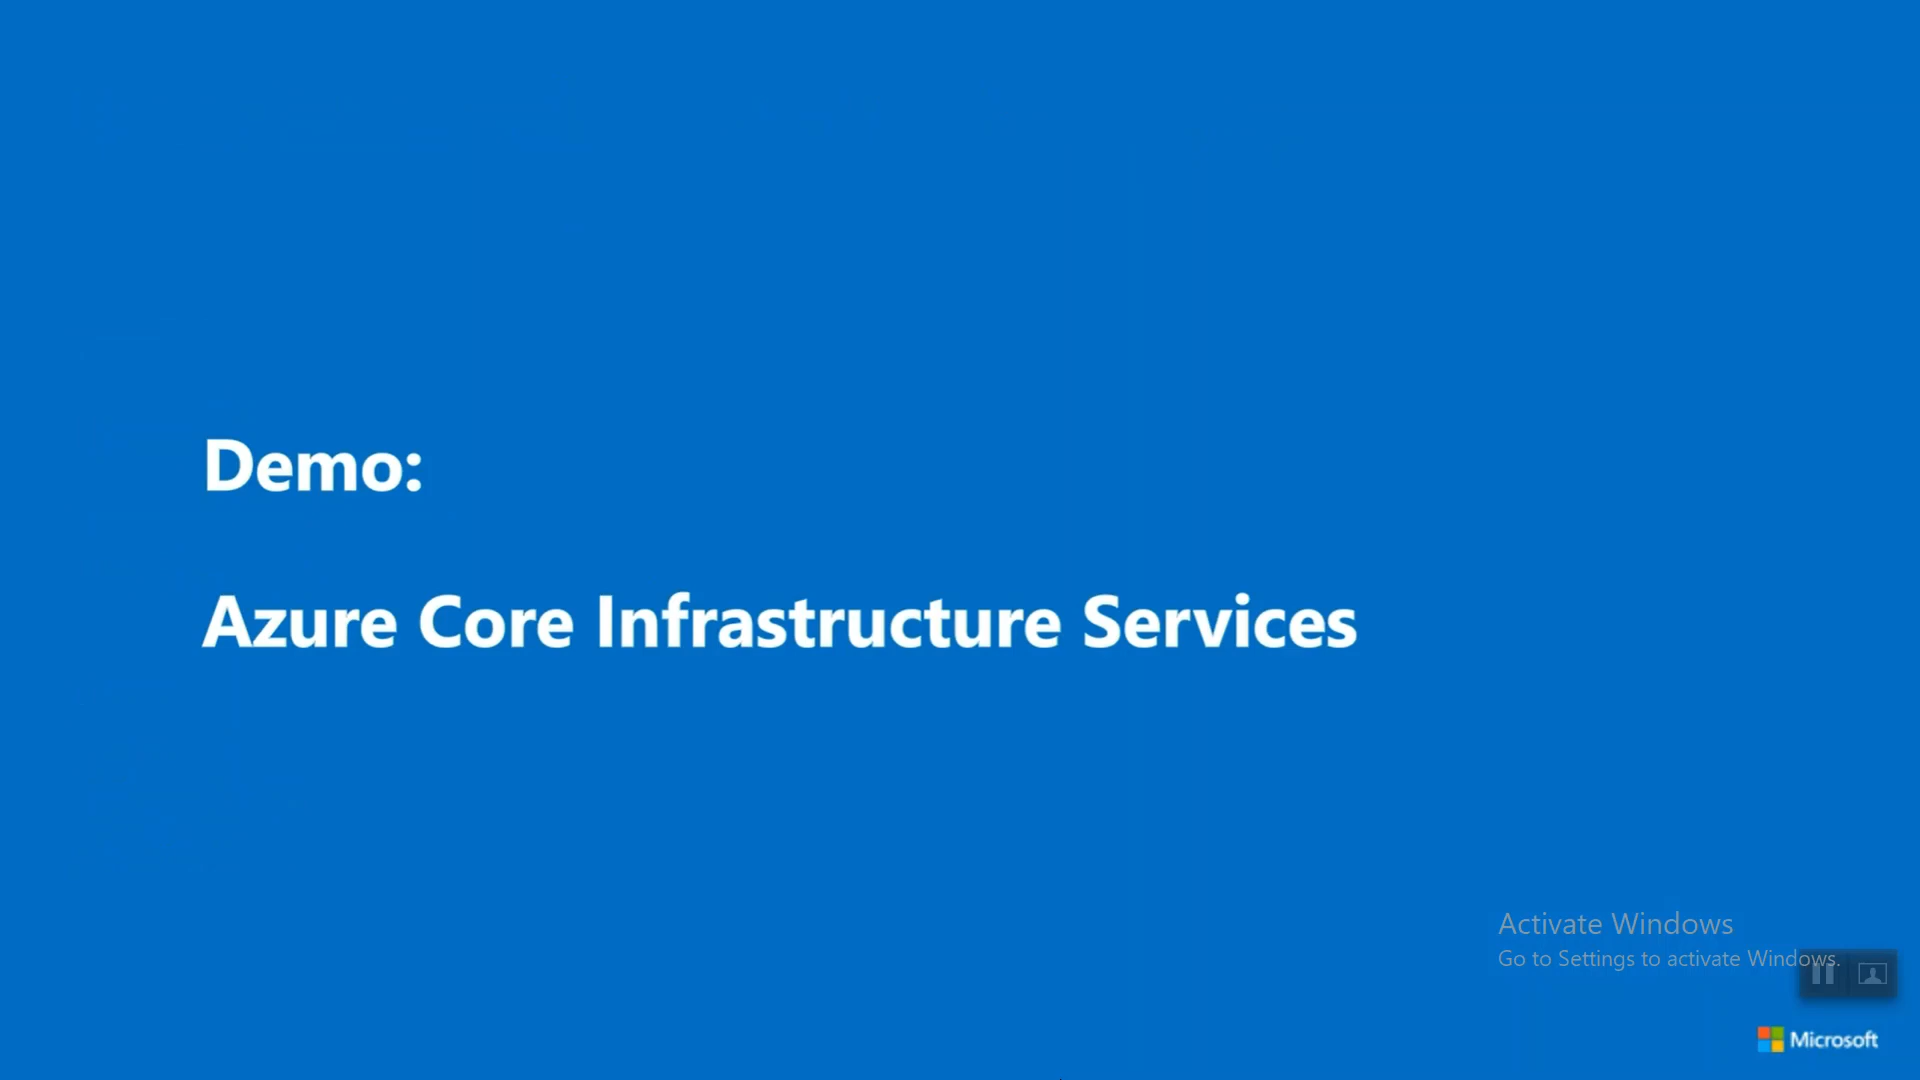 Demo:
Azure Core Infrastructure Services
Activate Windows
Go to Settings to activate Windows.
Microsoft